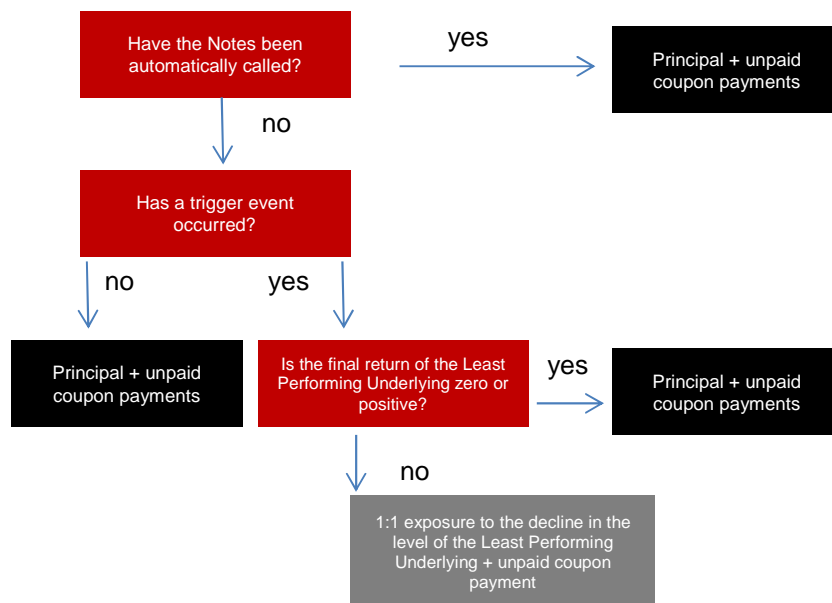 Have the Notes been
automatically called?
yes
Principal + unpaid
coupon payments
no
Has a trigger event
occurred?
no
yes
Principal + unpaid
coupon payments
Is the final return of the Least
Performing Underlying zero or
positive?
yes
Principal + unpaid
coupon payments
no
1:1 exposure to the decline in the
level of the Least Performing
Underlying + unpaid coupon
payment